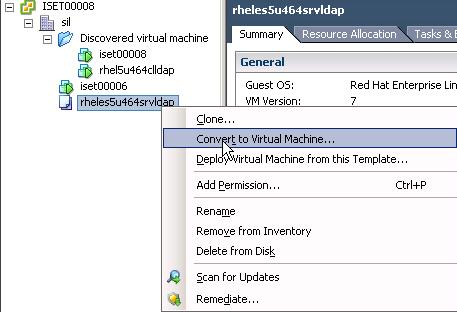 ISET00008
sil
Discovered virtual machine
iset00008
rhel5u464clldap
iset00006
rheles5u464srvldap
rheles5u464srvldap
Summary
Resource Allocation
Tasks & E
General
Guest OS: Red Hat Enterprise Lin
VM Version: 7
Clone...
Convert to Virtual Machine...
Deploy Virtual Machine from this Template...
Add Permission... Ctrl+P
Rename
Remove from Inventory
Delete from Disk
Scan for Updates
Remediate...